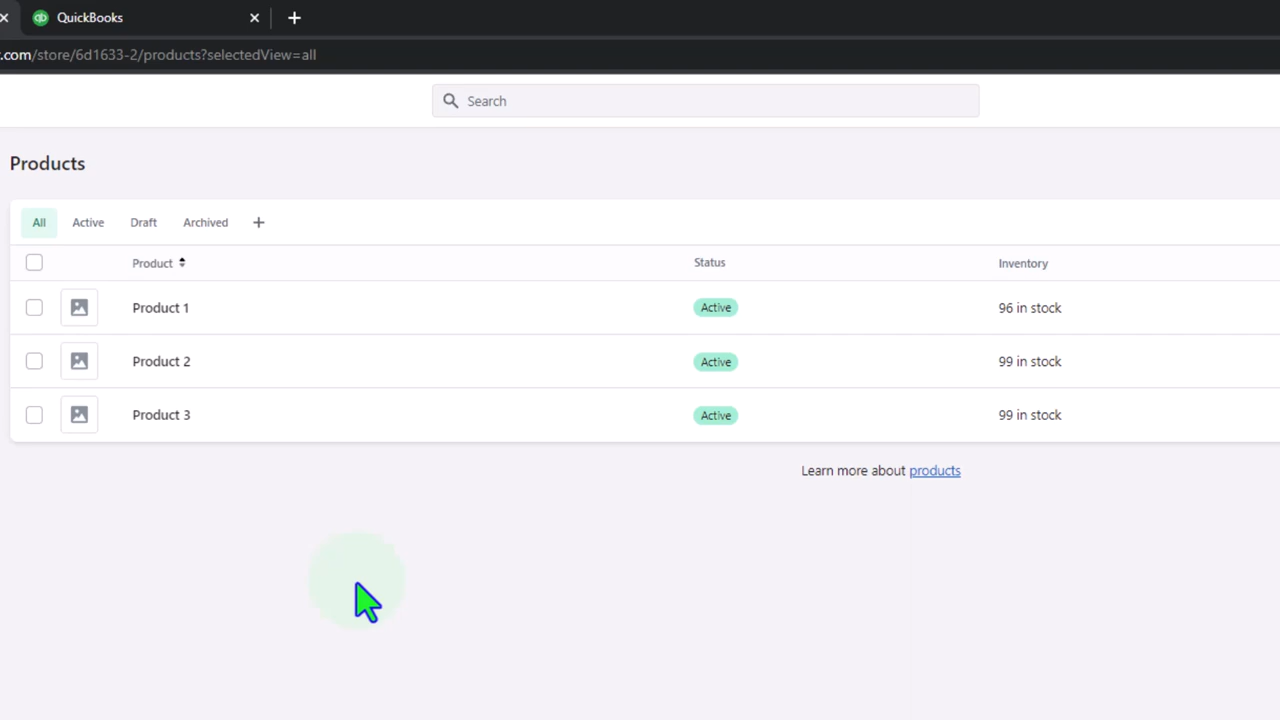 QuickBooks
.com/store/6d1633-2/products?selectedView=all
Search
Products
All Active Draft Archived
Product Status Inventory
Product 1 Active 96 in stock
Product 2 Active 99 in stock
Product 3 Active 99 in stock
Learn more about products